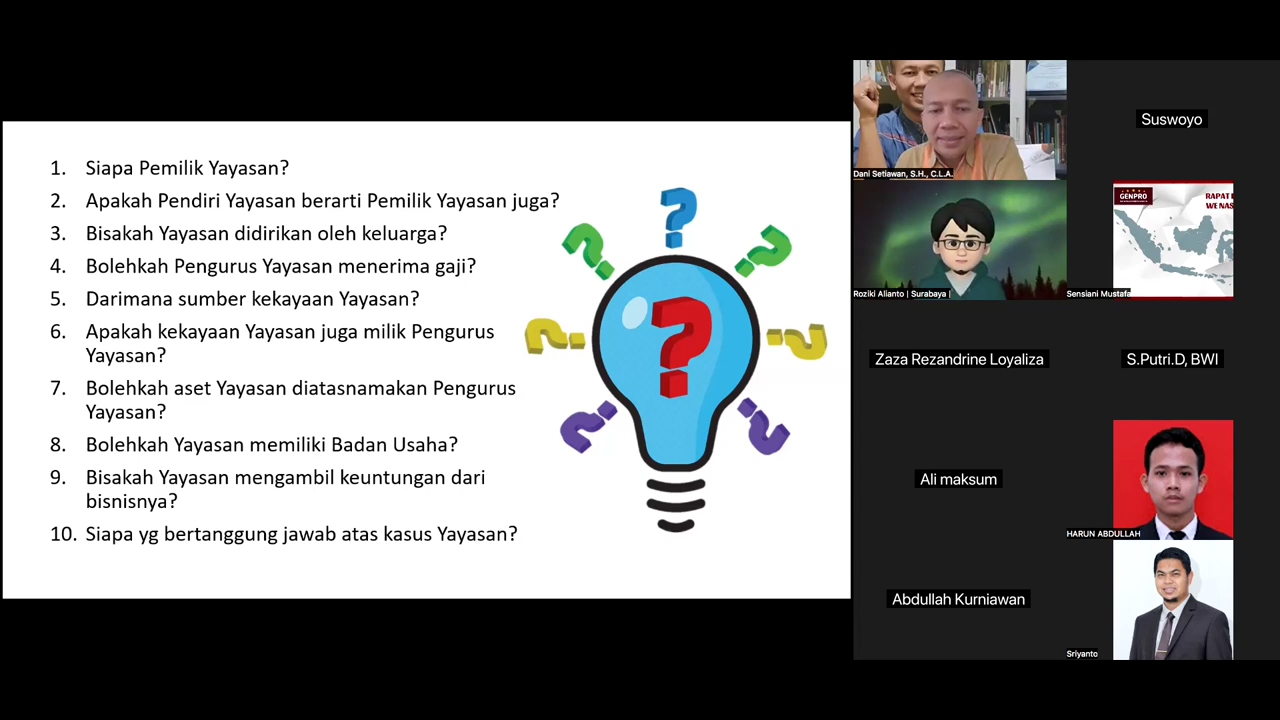 1. Siapa Pemilik Yayasan?
2. Apakah Pendiri Yayasan berarti Pemilik Yayasan juga?
3. Bisakah Yayasan didirikan oleh keluarga?
4. Bolehkah Pengurus Yayasan menerima gaji?
5. Darimana sumber kekayaan Yayasan?
6. Apakah kekayaan Yayasan juga milik Pengurus
Yayasan?
7. Bolehkah aset Yayasan diatasnamakan Pengurus
Yayasan?
8. Bolehkah Yayasan memiliki Badan Usaha?
9. Bisakah Yayasan mengambil keuntungan dari
bisnisnya?
10. Siapa yg bertanggung jawab atas kasus Yayasan?
Dani Setiawan, S.H., C.L.A.
Suswoyo
Roziki Alianto | Surabaya |
GENPRO
RAPAT
WE NAS
Sensiani Mustafa
Zaza Rezandrine Loyaliza
S.Putri.D, BWI
Ali maksum
HARUN ABDULLAH
Abdullah Kurniawan
Sriyanto